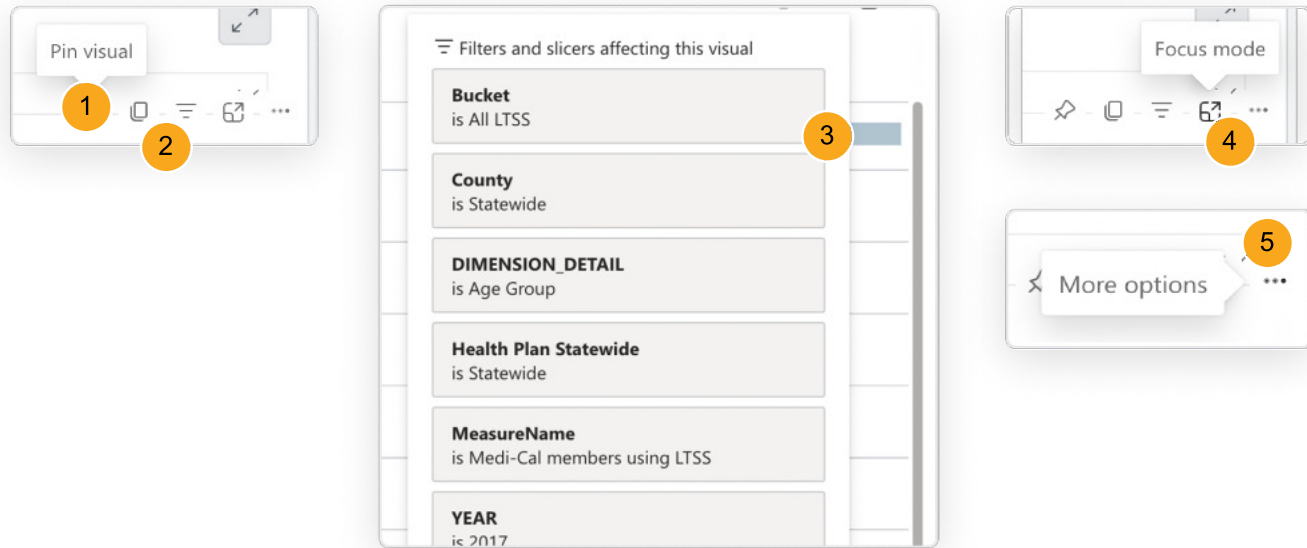 Pin visual
1
2
Filters and slicers affecting this visual
Bucket
is All LTSS
County
is Statewide
DIMENSION_DETAIL
is Age Group
Health Plan Statewide
is Statewide
MeasureName
is Medi-Cal members using LTSS
YEAR
is 2017
3
Focus mode
4
5
More options